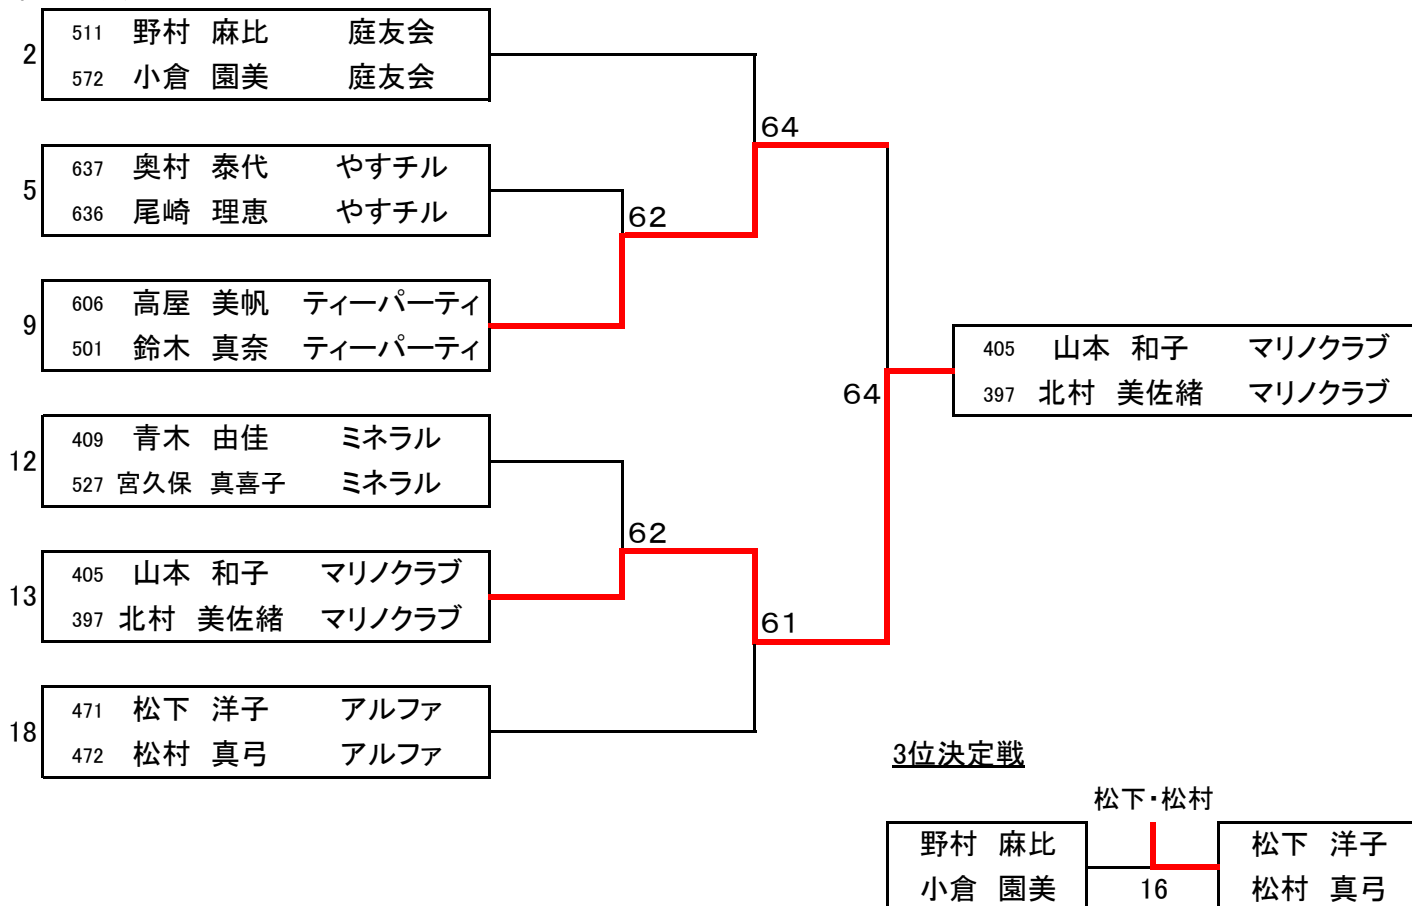 2
511 野村 麻比 庭友会
572 小倉 園美 庭友会
64
5
637 奥村 泰代 やすチル
636 尾崎 理恵 やすチル
62
9
606 高屋 美帆 ティーパーティ
501 鈴木 真奈 ティーパーティ
405 山本 和子 マリノクラブ
397 北村 美佐緒 マリノクラブ
64
12
409 青木 由佳 ミネラル
527 宮久保 真喜子 ミネラル
62
13
405 山本 和子 マリノクラブ
397 北村 美佐緒 マリノクラブ
61
18
471 松下 洋子 アルファ
472 松村 真弓 アルファ
3位決定戦
松下・松村
野村 麻比 松下 洋子
小倉 園美 16 松村 真弓